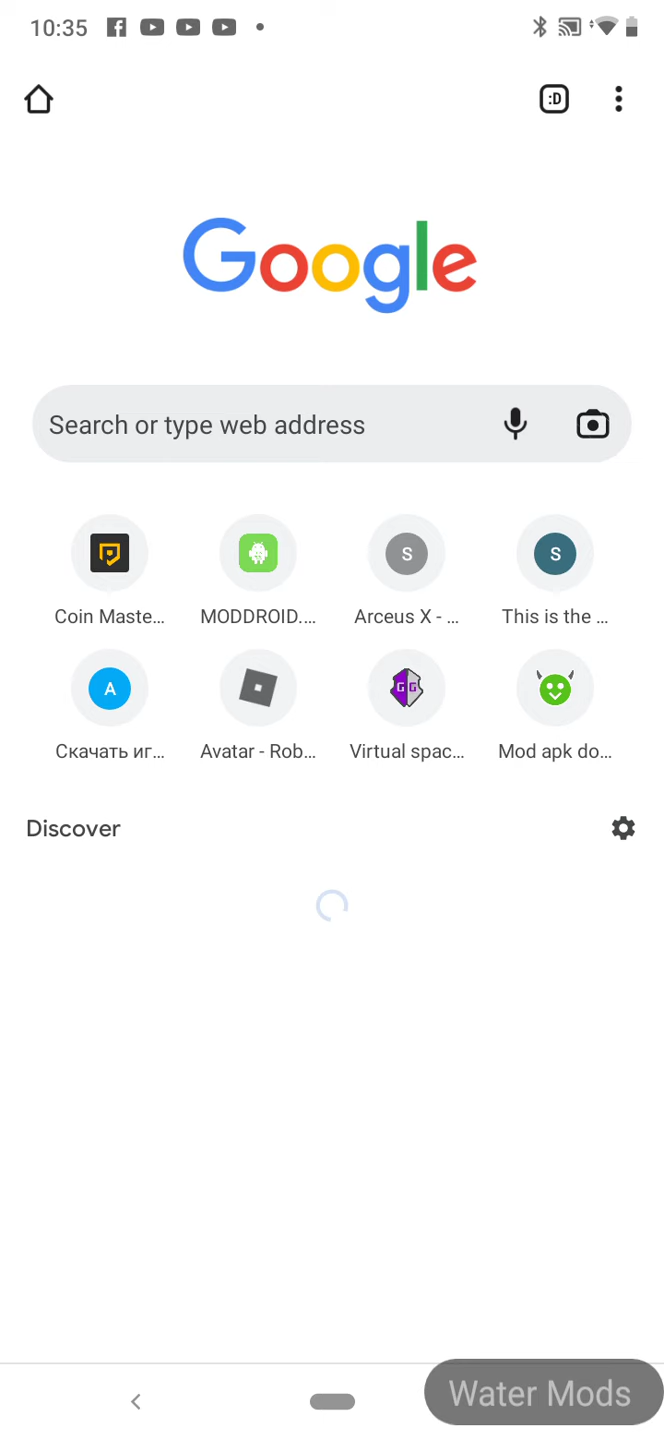 10:35
:D
Google
Search or type web address
Coin Maste... MODDROID.... Arceus X - ... This is the ...
Скачать иг... Avatar - Rob... Virtual spac... Mod apk do...
Discover
Water Mods